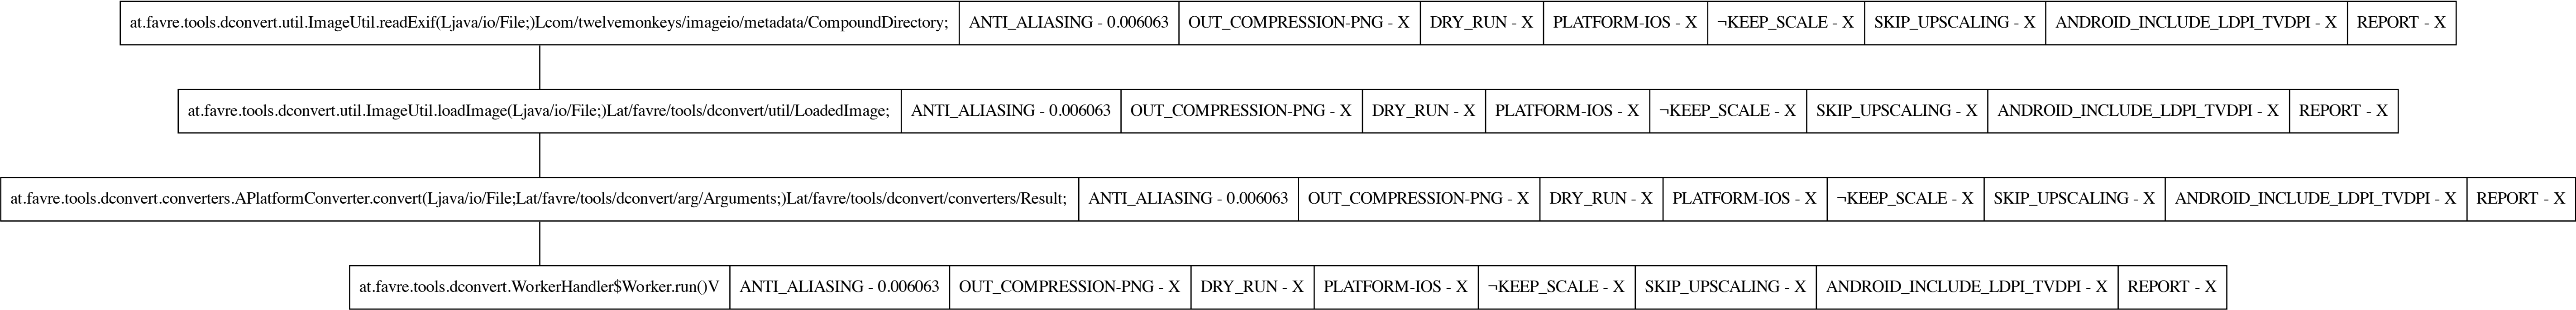 at.favre.tools.dconvert.util.ImageUtil.readExif(Ljava/io/File;)Lcom/twelvemonkeys/imageio/metadata/CompoundDirectory; ANTI_ALIASING - 0.006063 OUT_COMPRESSION-PNG - X DRY_RUN - X PLATFORM-IOS - X ¬KEEP_SCALE - X SKIP_UPSCALING - X ANDROID_INCLUDE_LDPI_TVDPI - X REPORT - X
at.favre.tools.dconvert.util.ImageUtil.loadImage(Ljava/io/File;)Lat/favre/tools/dconvert/util/LoadedImage; ANTI_ALIASING - 0.006063 OUT_COMPRESSION-PNG - X DRY_RUN - X PLATFORM-IOS - X ¬KEEP_SCALE - X SKIP_UPSCALING - X ANDROID_INCLUDE_LDPI_TVDPI - X REPORT - X
at.favre.tools.dconvert.converters.APlatformConverter.convert(Ljava/io/File;Lat/favre/tools/dconvert/arg/Arguments;)Lat/favre/tools/dconvert/converters/Result; ANTI_ALIASING - 0.006063 OUT_COMPRESSION-PNG - X DRY_RUN - X PLATFORM-IOS - X ¬KEEP_SCALE - X SKIP_UPSCALING - X ANDROID_INCLUDE_LDPI_TVDPI - X REPORT - X
at.favre.tools.dconvert.WorkerHandler$Worker.run()V ANTI_ALIASING - 0.006063 OUT_COMPRESSION-PNG - X DRY_RUN - X PLATFORM-IOS - X ¬KEEP_SCALE - X SKIP_UPSCALING - X ANDROID_INCLUDE_LDPI_TVDPI - X REPORT - X